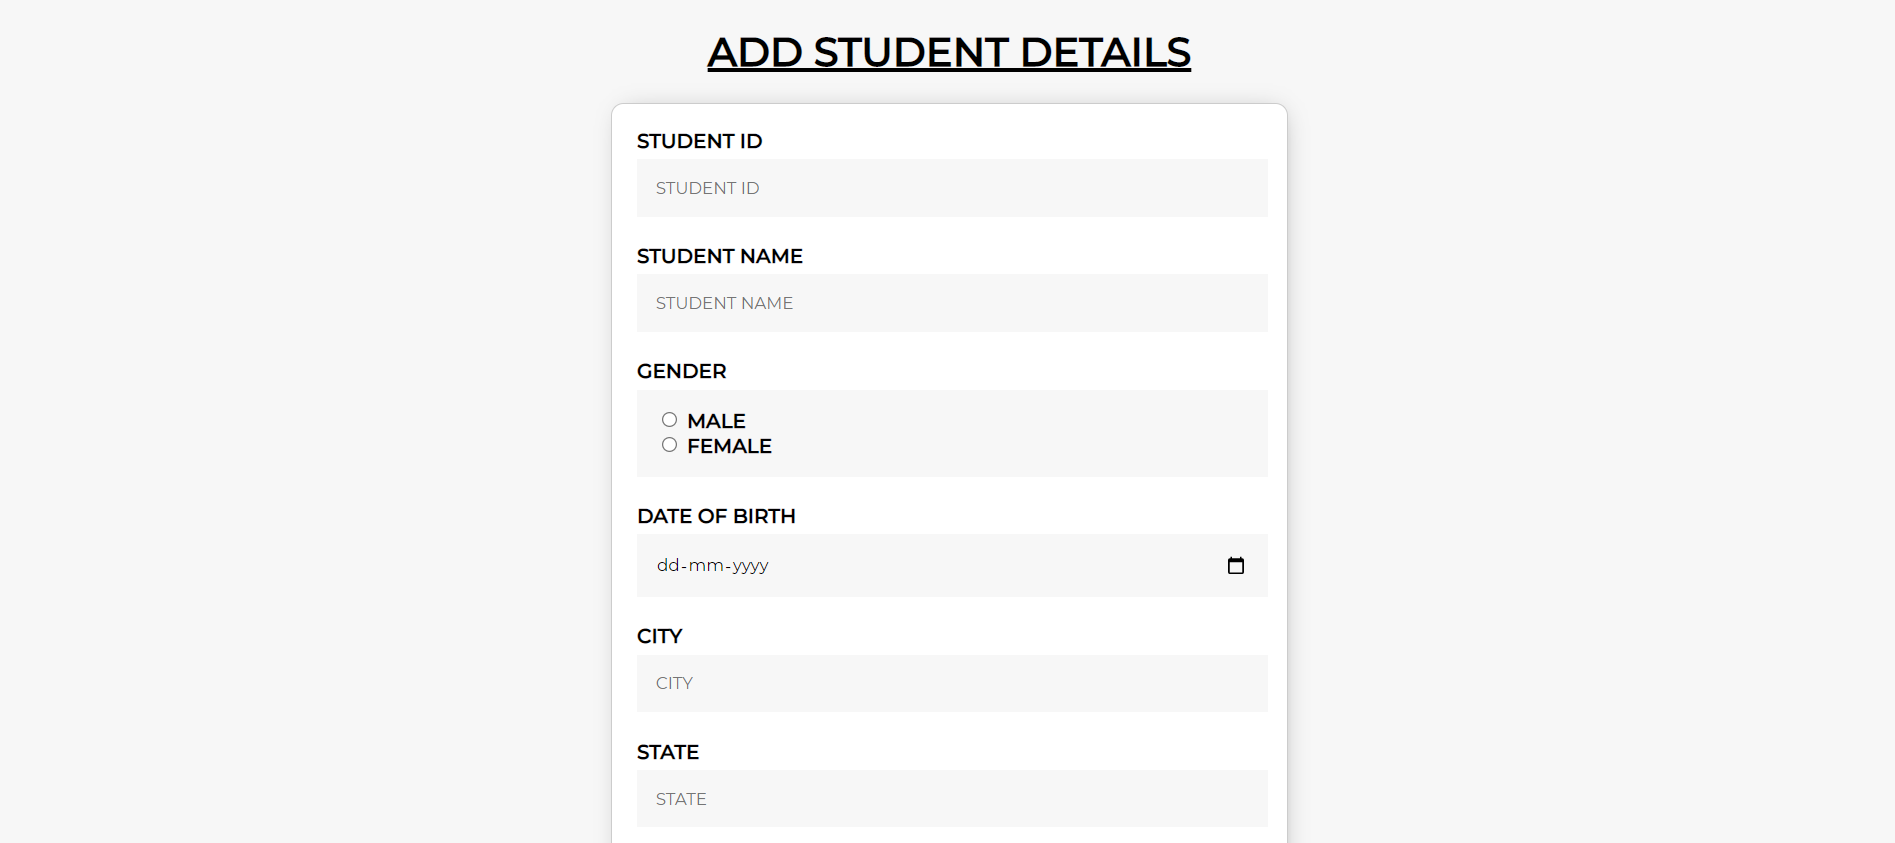 ADD STUDENT DETAILS
STUDENT ID
STUDENT ID
STUDENT NAME
STUDENT NAME
GENDER
MALE
FEMALE
DATE OF BIRTH
dd-mm-yyyy
CITY
CITY
STATE
STATE